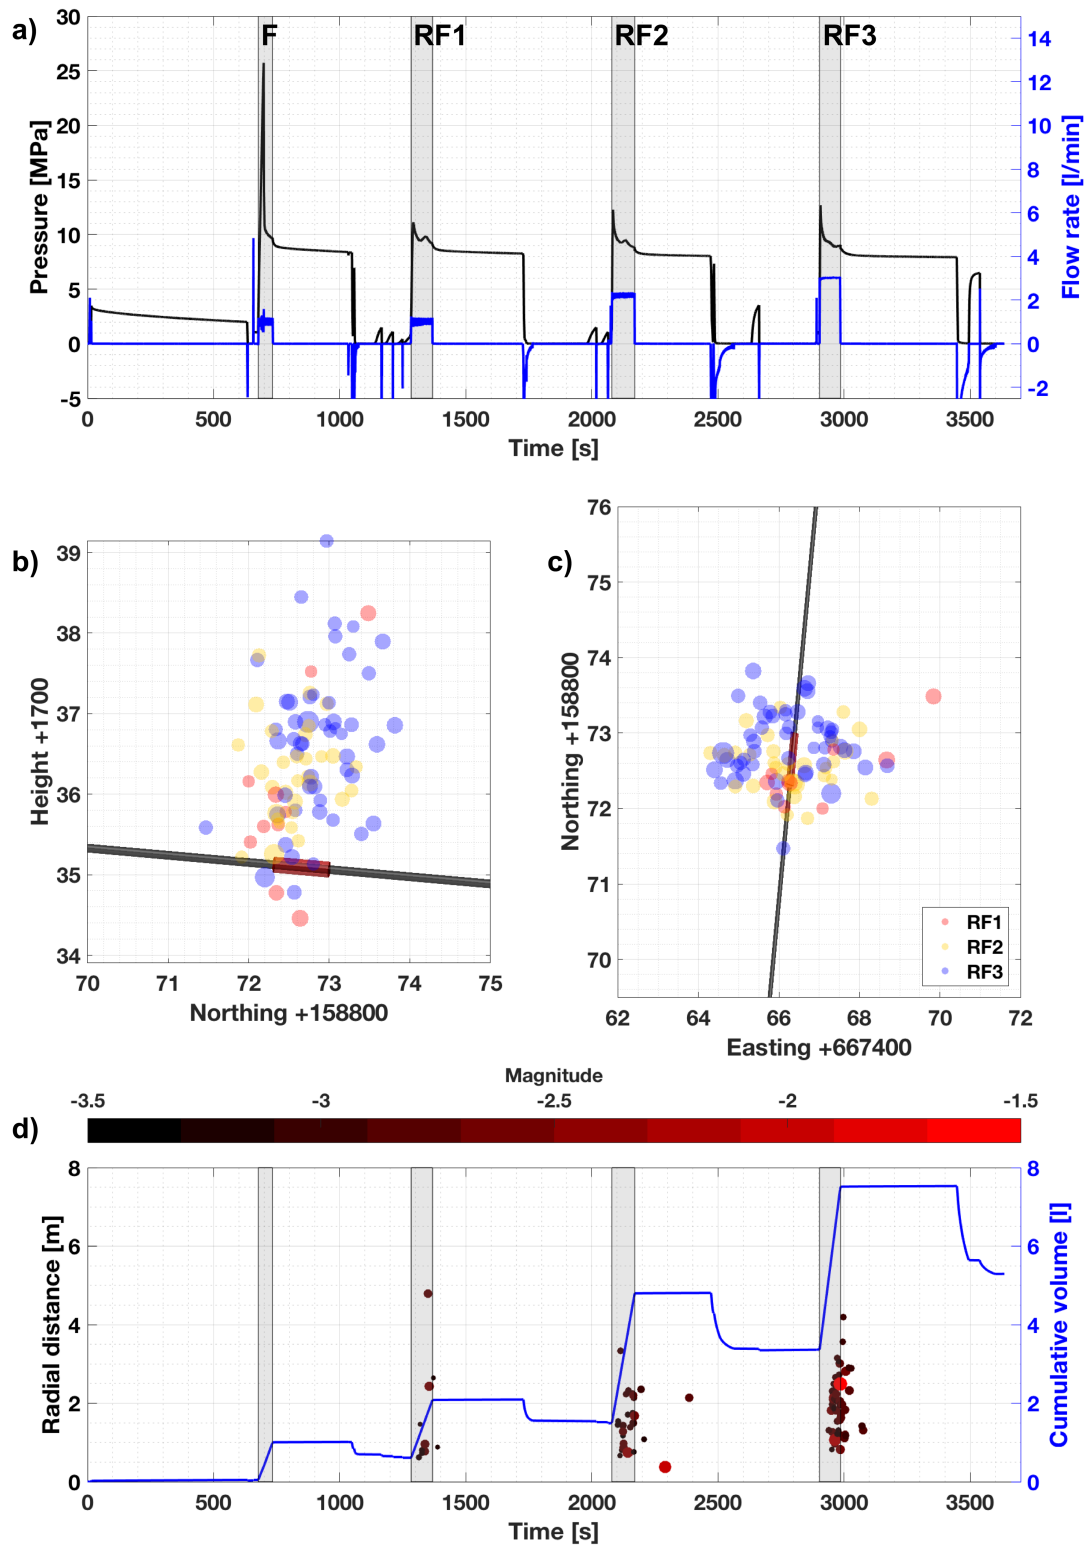 a)
F RF1 RF2 RF3
30 25 20 15 10 5 0 -5
Pressure [MPa]
14 12 10 8 6 4 2 0 -2
Flow rate [l/min]
0 500 1000 1500 2000 2500 3000 3500
Time [s]
b)
39 38 37 36 35 34
Height +1700
70 71 72 73 74 75
Northing +158800
c)
76 75 74 73 72 71 70
Northing +158800
RF1
RF2
RF3
62 64 66 68 70 72
Easting +667400
Magnitude
-3.5 -3 -2.5 -2 -1.5
d)
8 6 4 2 0
Radial distance [m]
8 6 4 2 0
Cumulative volume [l]
0 500 1000 1500 2000 2500 3000 3500
Time [s]